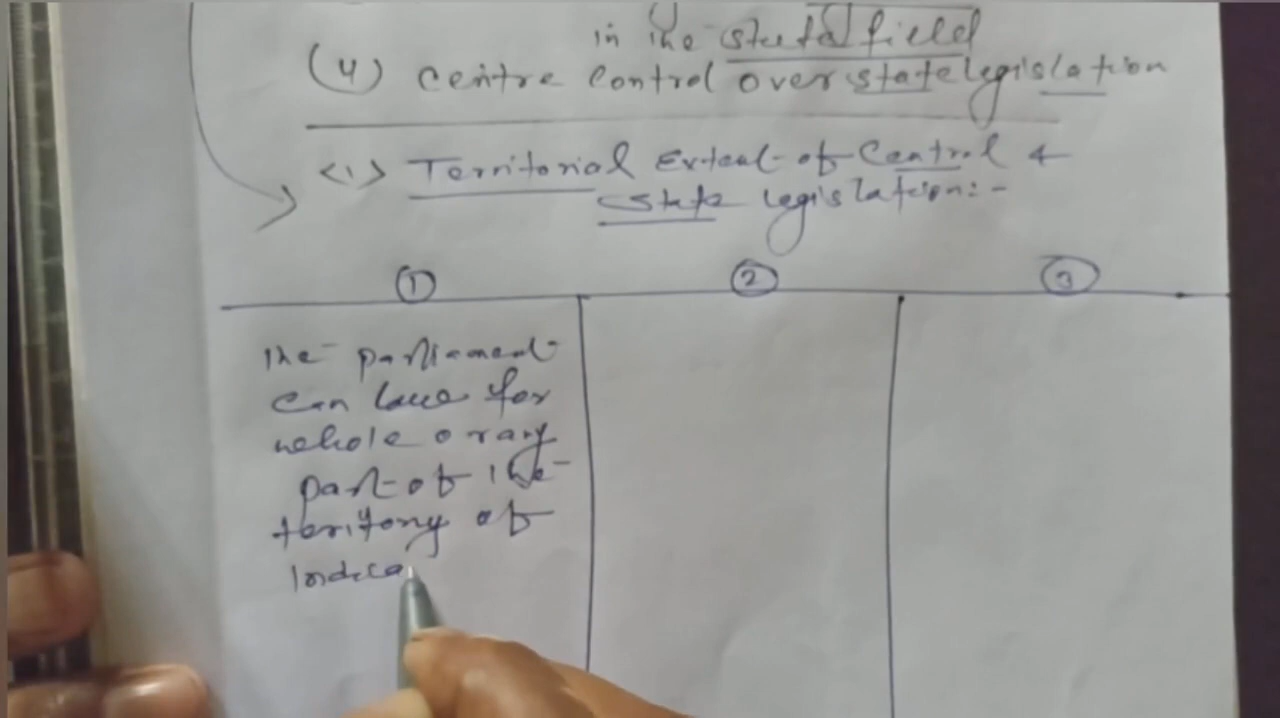 in the state field
(4) Centre Control over state legislation
<1> Territorial Extent of Central &
State legislation:-
① ② ③
The parliament
can law for
whole or any
part of the
teritory of
India